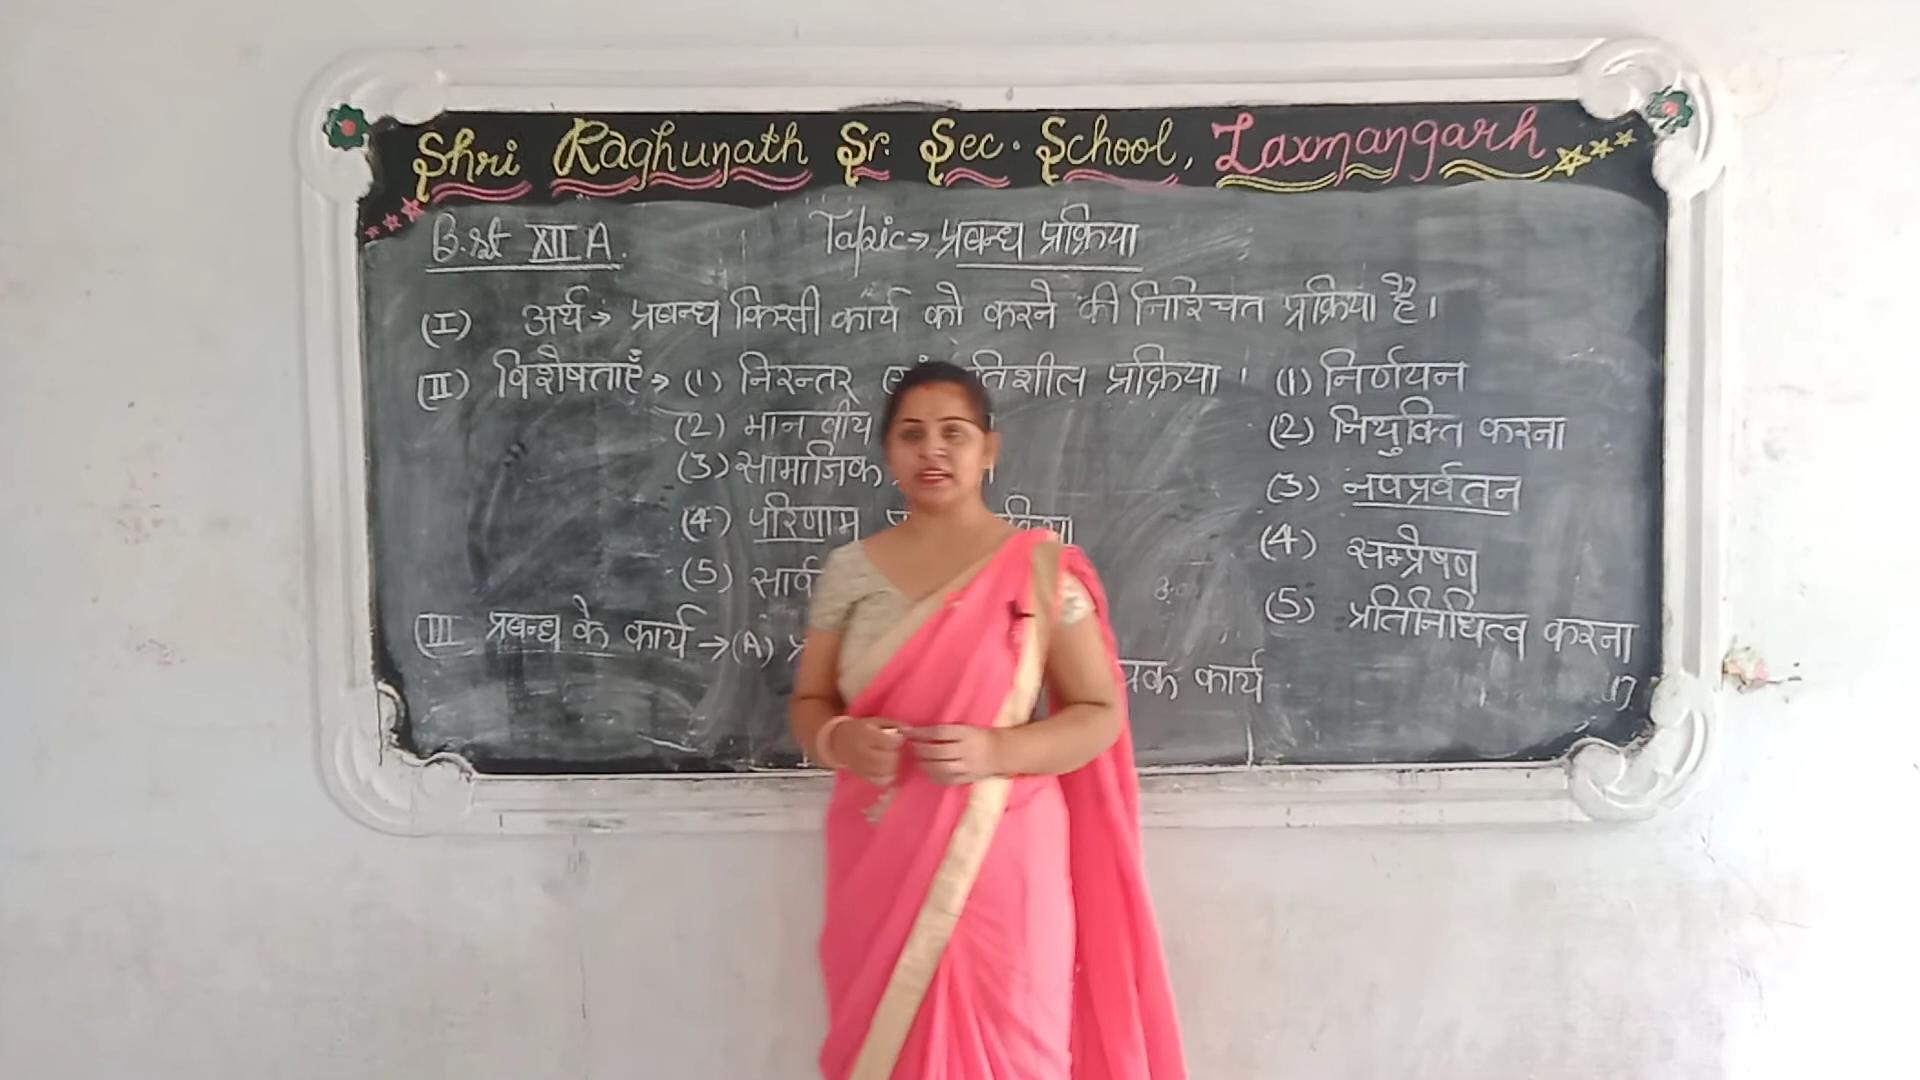 Shri Raghunath Sr. Sec. School, Laxmangarh
B.st XII A.
Topic → प्रबन्ध प्रक्रिया
(I) अर्थ → प्रबन्ध किसी कार्य को करने की निश्चित प्रक्रिया है।
(II) विशेषताएँ → (1) निरन्तर तिशील प्रक्रिया ।
(2) मानवीय
(3) सामाजिक
(4) परिणाम
(5) सार्व
(III प्रबन्ध के कार्य → (A) प्र यक कार्य
(1) निर्णयन
(2) नियुक्ति करना
(3) नवप्रर्वतन
(4) सम्प्रेषण
(5) प्रतिनिधित्व करना